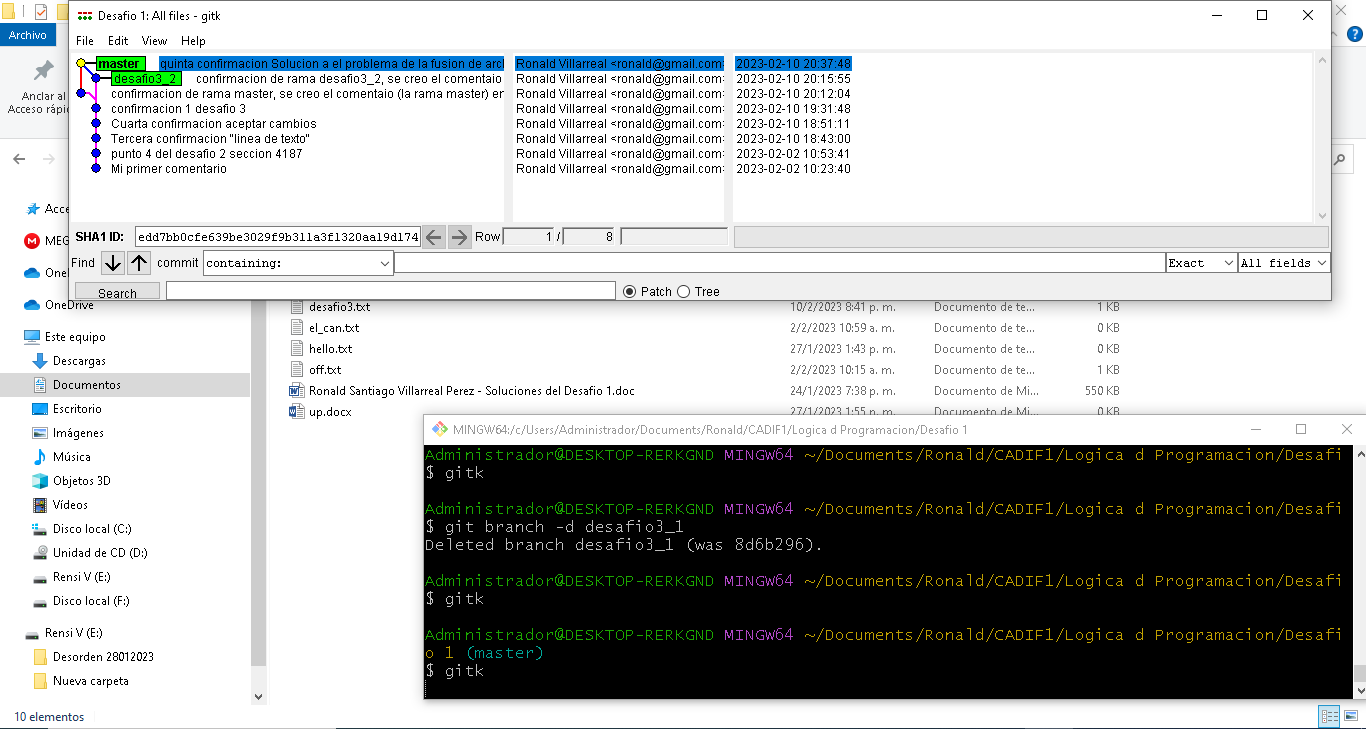 Desafio 1: All files - gitk
File Edit View Help
master quinta confirmacion Solucion a el problema de la fusion de arc Ronald Villarreal <ronald@gmail.com> 2023-02-10 20:37:48
desafio3_2 confirmacion de rama desafio3_2, se creo el comentaio Ronald Villarreal <ronald@gmail.com> 2023-02-10 20:15:55
confirmacion de rama master, se creo el comentaio (la rama master) en Ronald Villarreal <ronald@gmail.com> 2023-02-10 20:12:04
confirmacion 1 desafio 3 Ronald Villarreal <ronald@gmail.com> 2023-02-10 19:31:48
Cuarta confirmacion aceptar cambios Ronald Villarreal <ronald@gmail.com> 2023-02-10 18:51:11
Tercera confirmacion "linea de texto" Ronald Villarreal <ronald@gmail.com> 2023-02-10 18:43:00
punto 4 del desafio 2 seccion 4187 Ronald Villarreal <ronald@gmail.com> 2023-02-02 10:53:41
Mi primer comentario Ronald Villarreal <ronald@gmail.com> 2023-02-02 10:23:40
SHA1 ID: edd7bb0cfe639be3029f9b311a3f1320aa19d174 Row 1 / 8
Find commit containing: Exact All fields
Search Patch Tree
Archivo
Anclar al
Acceso rápi
Acce
MEG
OneD
OneDrive
Este equipo
Descargas
Documentos
Escritorio
Imágenes
Música
Objetos 3D
Vídeos
Disco local (C:)
Unidad de CD (D:)
Rensi V (E:)
Disco local (F:)
Rensi V (E:)
Desorden 28012023
Nueva carpeta
10 elementos
desafio3.txt 10/2/2023 8:41 p. m. Documento de te... 1 KB
el_can.txt 2/2/2023 10:59 a. m. Documento de te... 0 KB
hello.txt 27/1/2023 1:43 p. m. Documento de te... 0 KB
off.txt 2/2/2023 10:15 a. m. Documento de te... 1 KB
Ronald Santiago Villarreal Perez - Soluciones del Desafio 1.doc 24/1/2023 7:38 p. m. Documento de Mi... 550 KB
up.docx 27/1/2023 1:55 p. m. Documento de Mi... 0 KB
MINGW64:/c/Users/Administrador/Documents/Ronald/CADIF1/Logica d Programacion/Desafio 1
Administrador@DESKTOP-RERKGND MINGW64 ~/Documents/Ronald/CADIF1/Logica d Programacion/Desafi
$ gitk
Administrador@DESKTOP-RERKGND MINGW64 ~/Documents/Ronald/CADIF1/Logica d Programacion/Desafi
$ git branch -d desafio3_1
Deleted branch desafio3_1 (was 8d6b296).
Administrador@DESKTOP-RERKGND MINGW64 ~/Documents/Ronald/CADIF1/Logica d Programacion/Desafi
$ gitk
Administrador@DESKTOP-RERKGND MINGW64 ~/Documents/Ronald/CADIF1/Logica d Programacion/Desafi
o 1 (master)
$ gitk